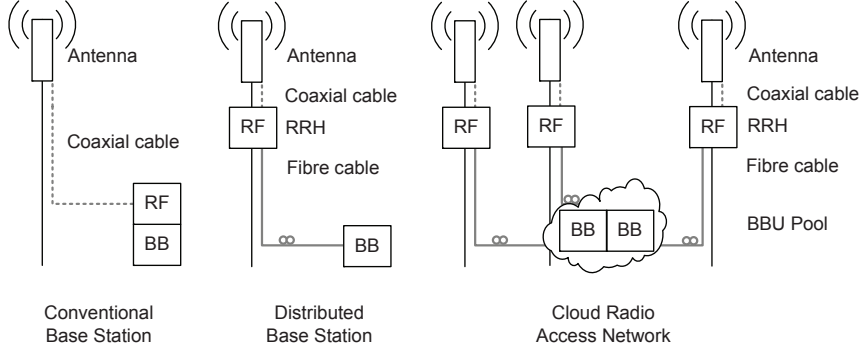 Antenna
Coaxial cable
RF
BB
Conventional
Base Station
Antenna
Coaxial cable
RF
RRH
Fibre cable
BB
Distributed
Base Station
Antenna
Coaxial cable
RF
RF
RF
RRH
Fibre cable
BB
BB
BBU Pool
Cloud Radio
Access Network